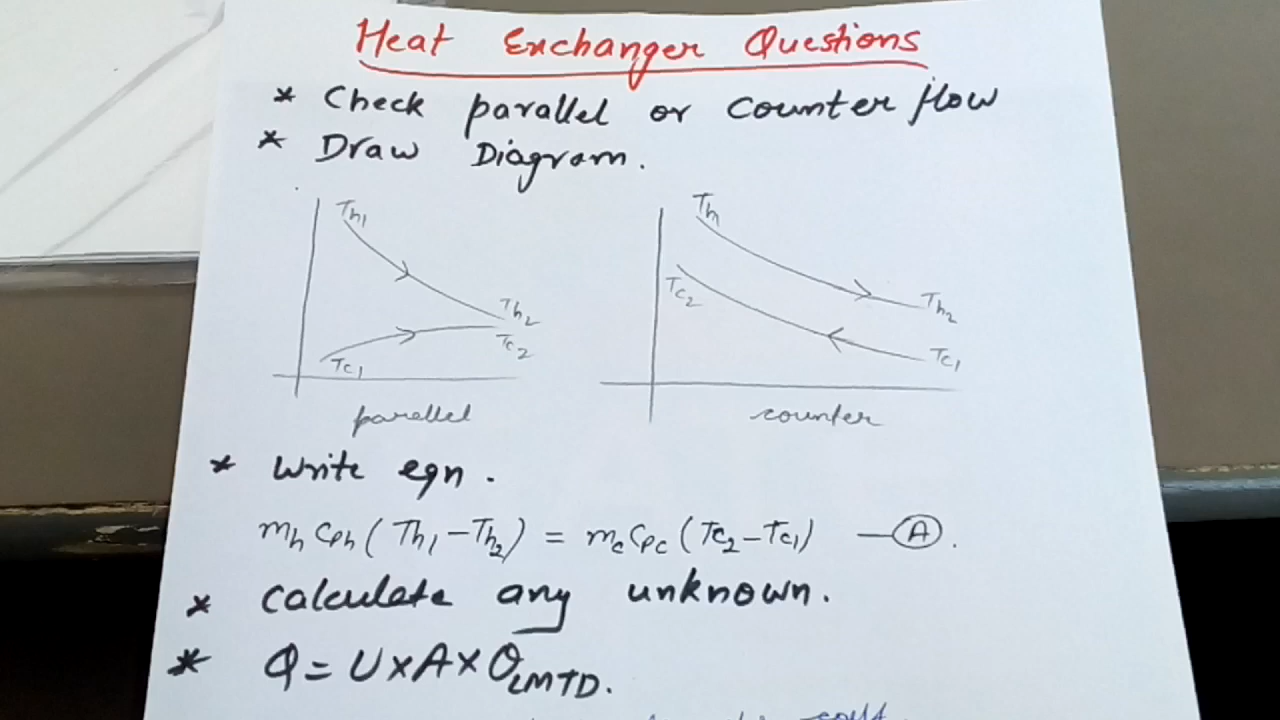 Heat Exchanger Questions
* Check parallel or counter flow
* Draw Diagram.
Th1
Th2
Tc2
Tc1
parallel
Th1
Th2
Tc2
Tc1
counter
* Write eqn.
mh Cph (Th1 - Th2) = mc Cpc (Tc2 - Tc1) — A.
* Calculate any unknown.
* Q = U x A x θLMTD.